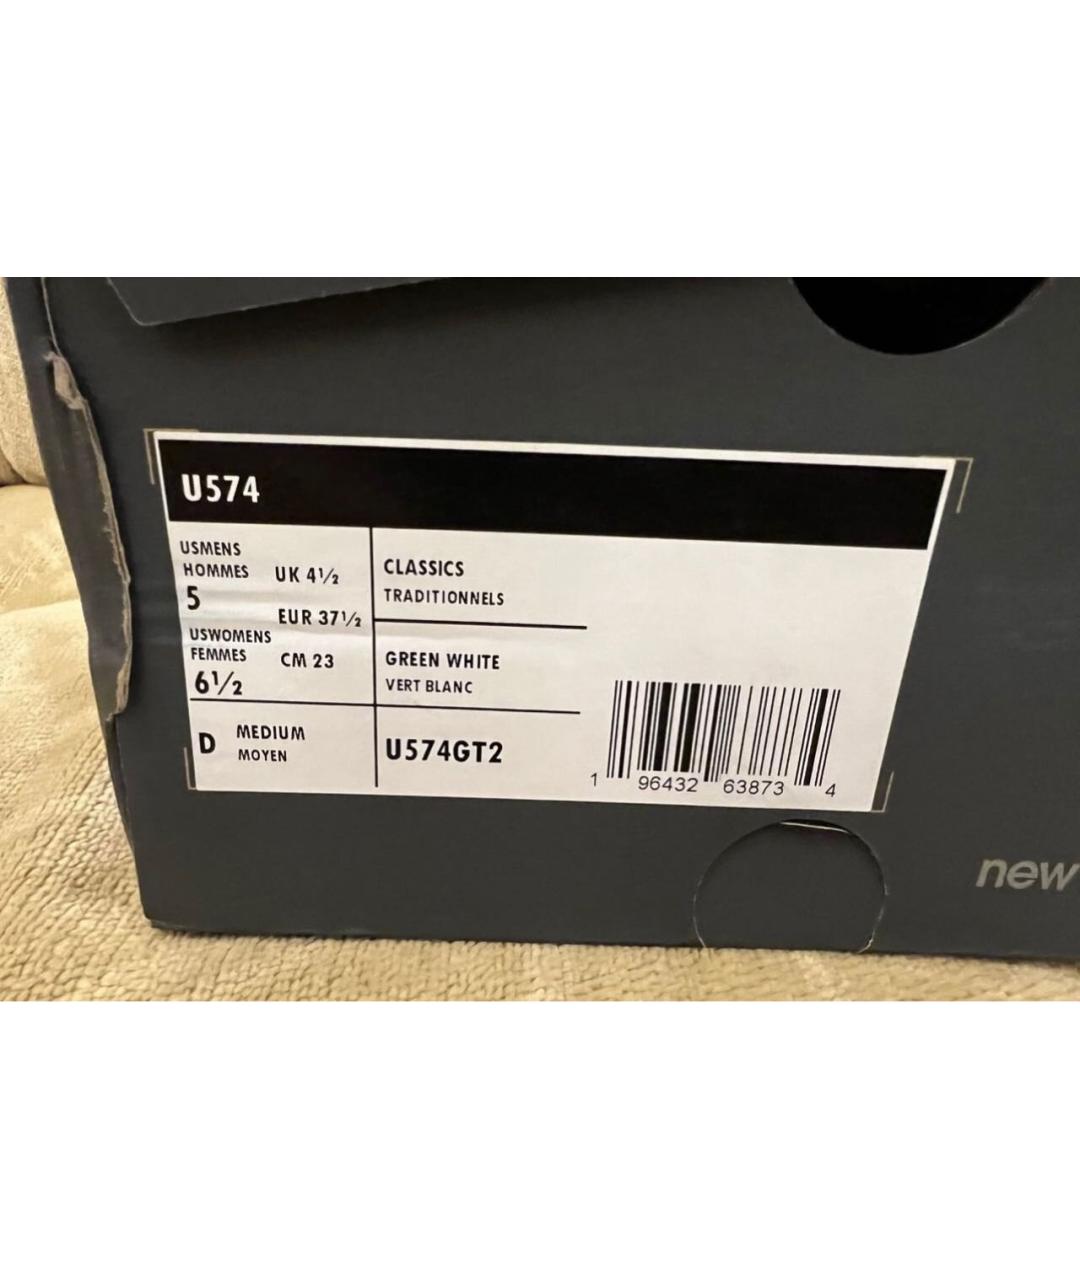 U574
USMENS
HOMMES
5
UK 4½
EUR 37½
USWOMENS
FEMMES
6½
CM 23
D MEDIUM
MOYEN
CLASSICS
TRADITIONNELS
GREEN WHITE
VERT BLANC
U574GT2
1 96432 63873 4
new